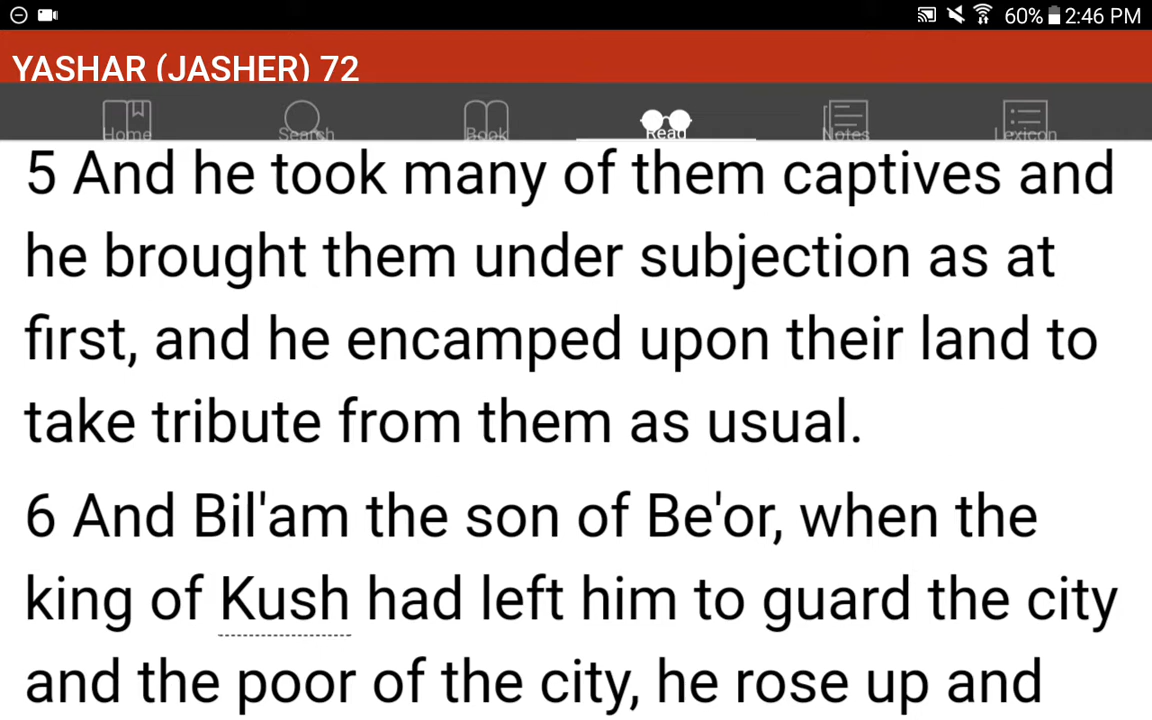 60% 2:46 PM
YASHAR (JASHER) 72
Home Search Book Read Notes Lexicon
5 And he took many of them captives and
he brought them under subjection as at
first, and he encamped upon their land to
take tribute from them as usual.
6 And Bil'am the son of Be'or, when the
king of Kush had left him to guard the city
and the poor of the city, he rose up and